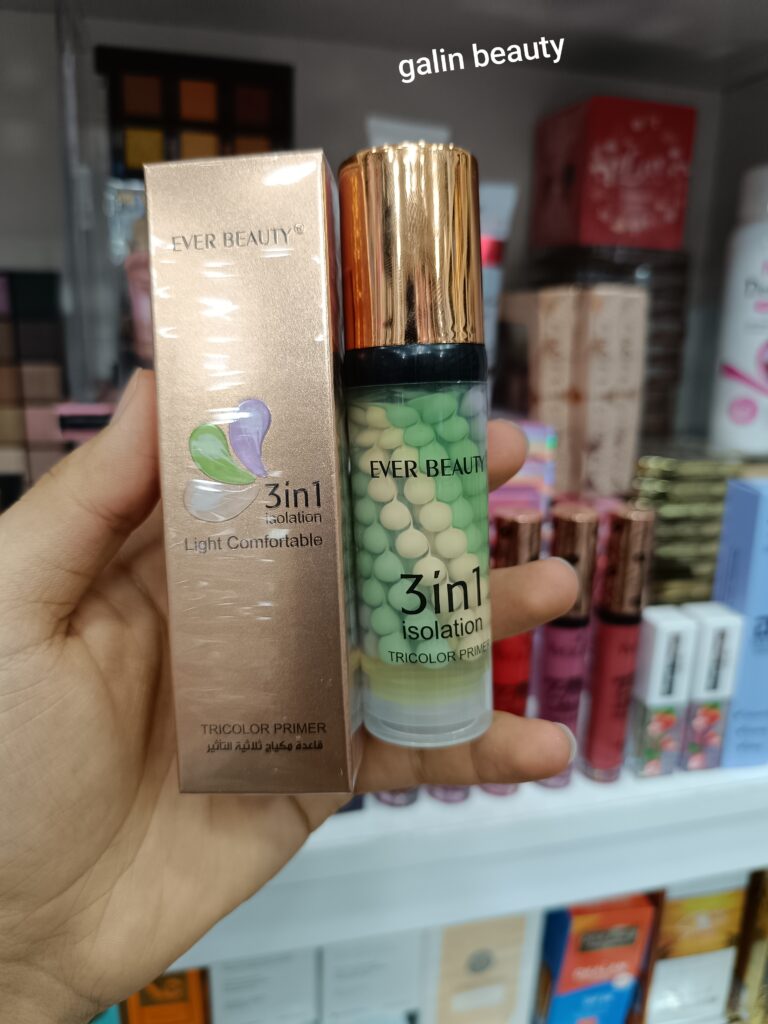 galin beauty
EVER BEAUTY®
3in1
isolation
Light Comfortable
TRICOLOR PRIMER
قاعدة مكياج ثلاثية التأثير
EVER BEAUTY
3in1
isolation
TRICOLOR PRIMER